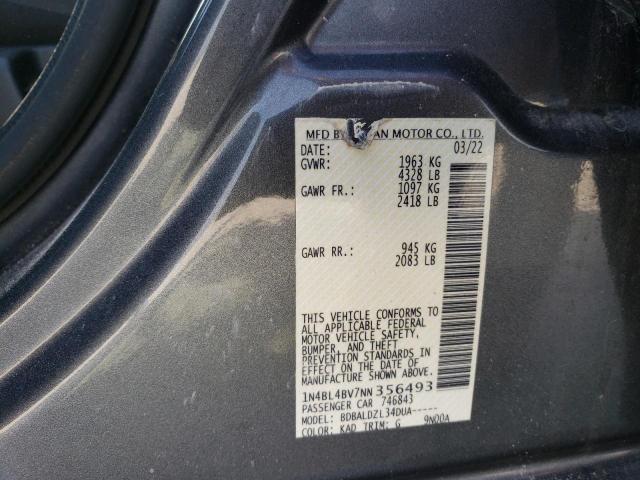 MFD BY AN MOTOR CO., LTD.
DATE: 03/22
GVWR: 1963 KG
4328 LB
GAWR FR.: 1097 KG
2418 LB
GAWR RR.: 945 KG
2083 LB
THIS VEHICLE CONFORMS TO
ALL APPLICABLE FEDERAL
MOTOR VEHICLE SAFETY,
BUMPER, AND THEFT
PREVENTION STANDARDS IN
EFFECT ON THE DATE OF
MANUFACTURE SHOWN ABOVE.
1N4BL4BV7NN356493
PASSENGER CAR 746843
MODEL: BDBALDZL34DUA-----
COLOR: KAD TRIM: G 9N00A